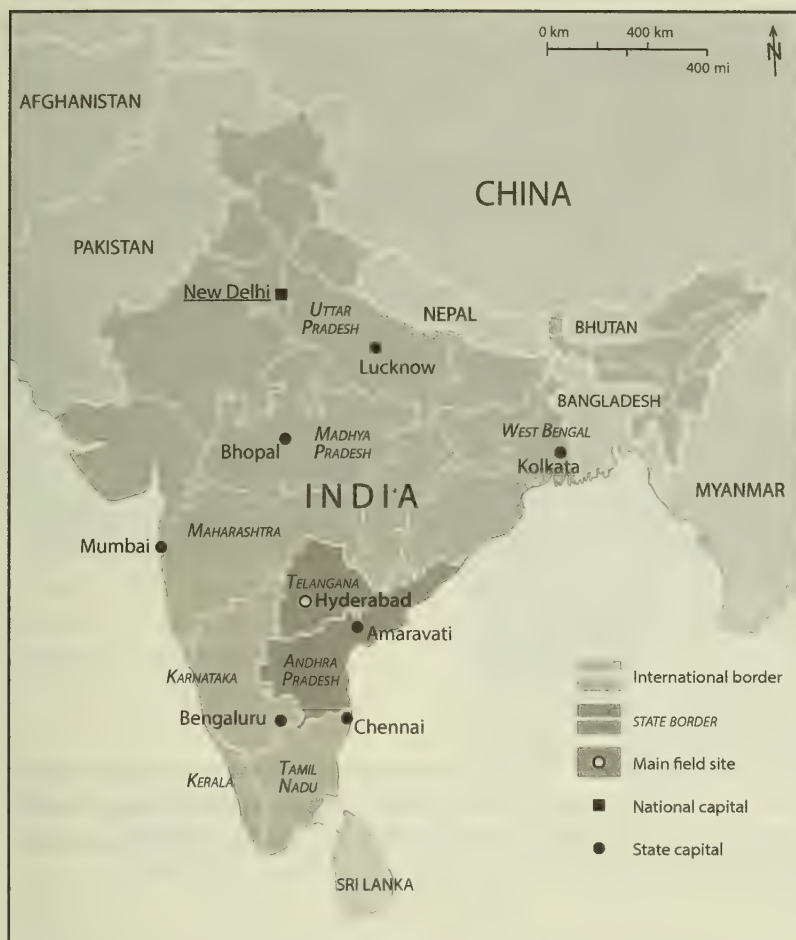 0 km 400 km
400 mi
N
AFGHANISTAN
CHINA
PAKISTAN
New Delhi
UTTAR
PRADESH
NEPAL
BHUTAN
Lucknow
BANGLADESH
Bhopal
MADHYA
PRADESH
WEST BENGAL
Kolkata
INDIA
MYANMAR
MAHARASHTRA
Mumbai
TELANGANA
Hyderabad
Amaravati
ANDHRA
PRADESH
KARNATAKA
Bengaluru
Chennai
KERALA
TAMIL
NADU
SRI LANKA
International border
STATE BORDER
Main field site
National capital
State capital